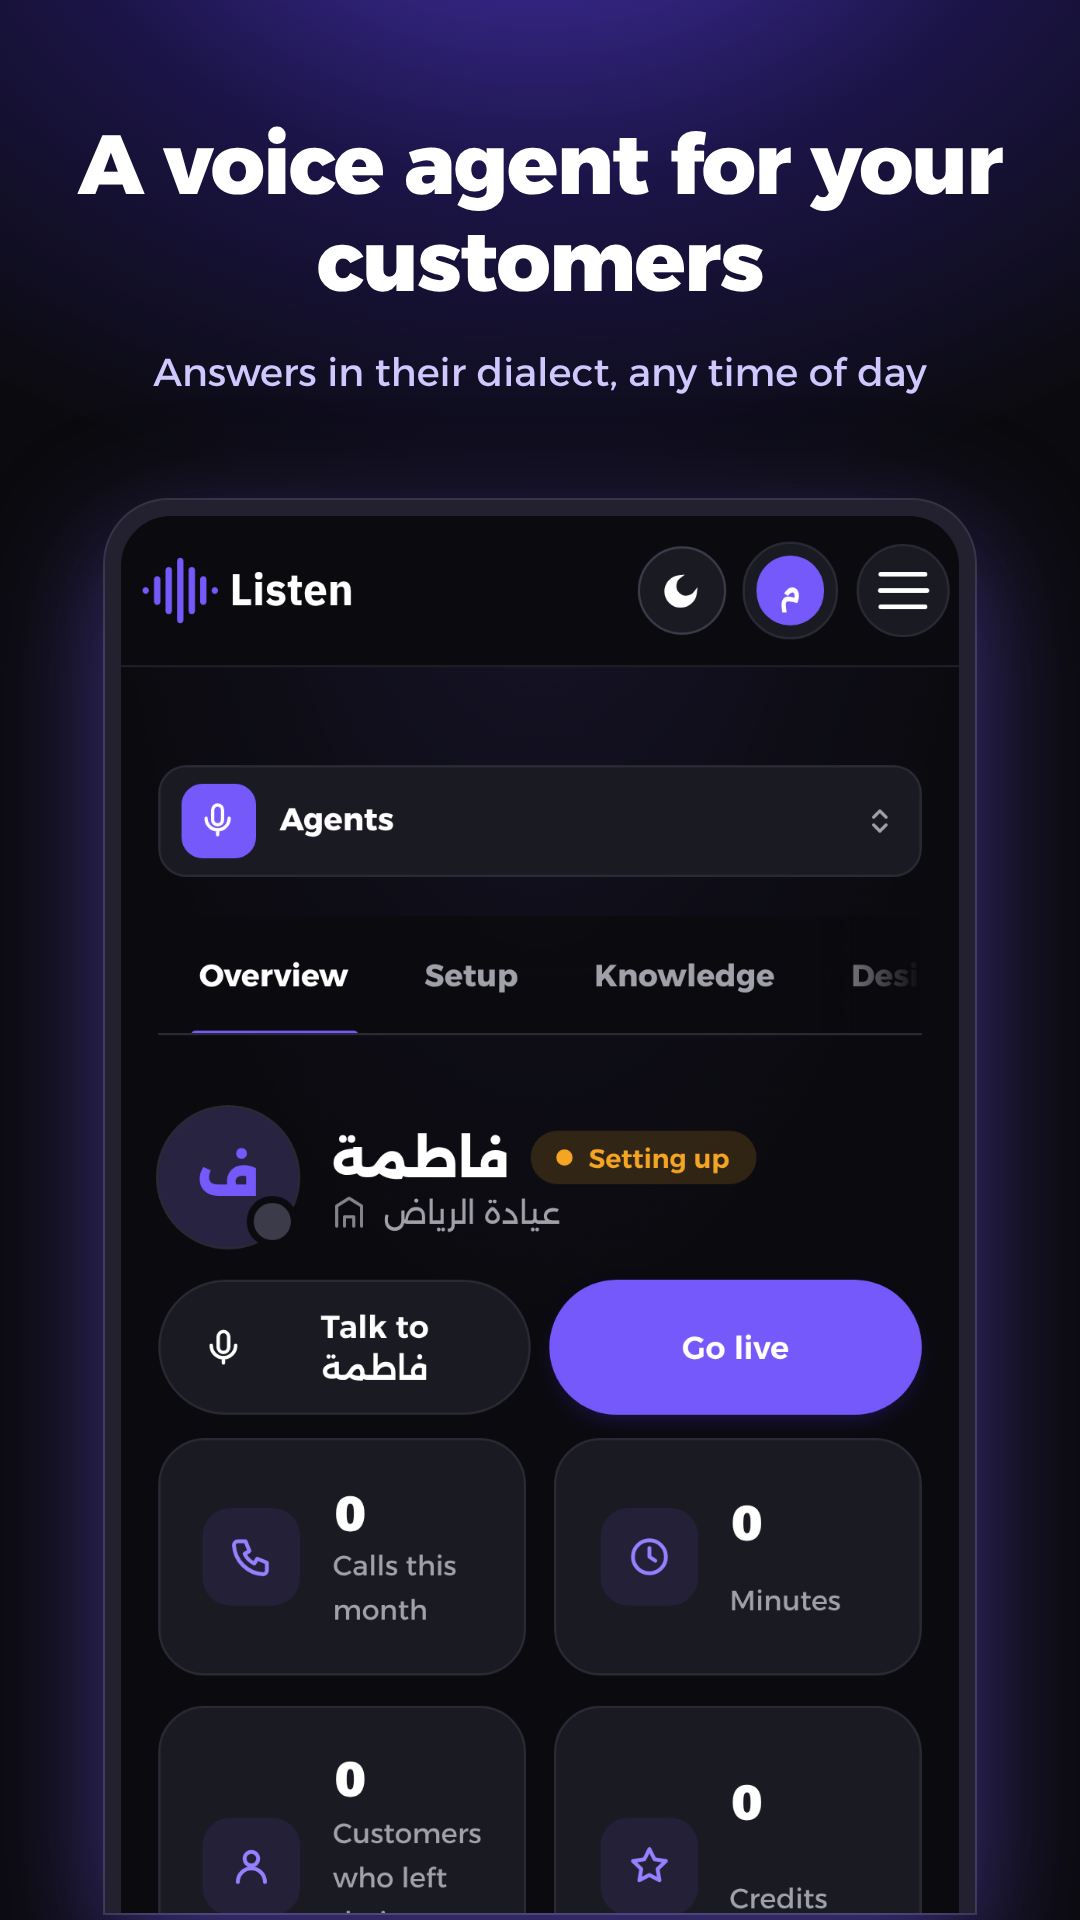 A voice agent for your
customers
Answers in their dialect, any time of day
Listen
م
Agents
Overview Setup Knowledge Desi
ف
فاطمة Setting up
عيادة الرياض
Talk to
فاطمة
Go live
0
Calls this
month
0
Minutes
0
Customers
who left
0
Credits